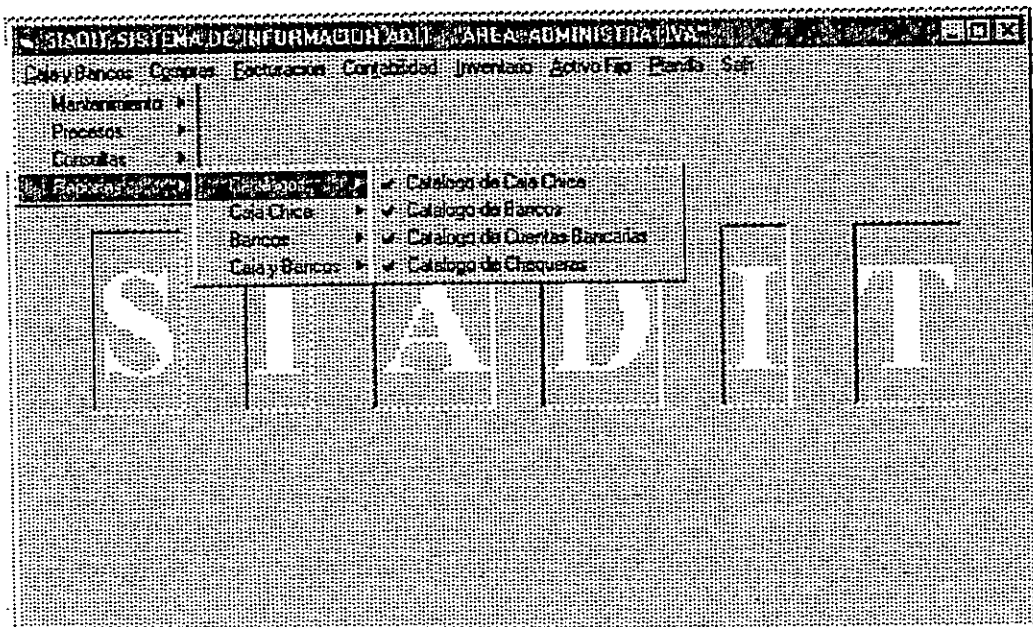 SIADIT, SISTEMA DE INFORMACION ADIT, "AREA ADMINISTRATIVA"
Caja y Bancos Compras Facturacion Contabilidad Inventario Activo Fijo Planilla Salir
Mantenimiento
Procesos
Consultas
Reportes
Catalogos
Caja Chica
Bancos
Caja y Bancos
Catalogo de Caja Chica
Catalogo de Bancos
Catalogo de Cuentas Bancarias
Catalogo de Chequeras
S I A D I T